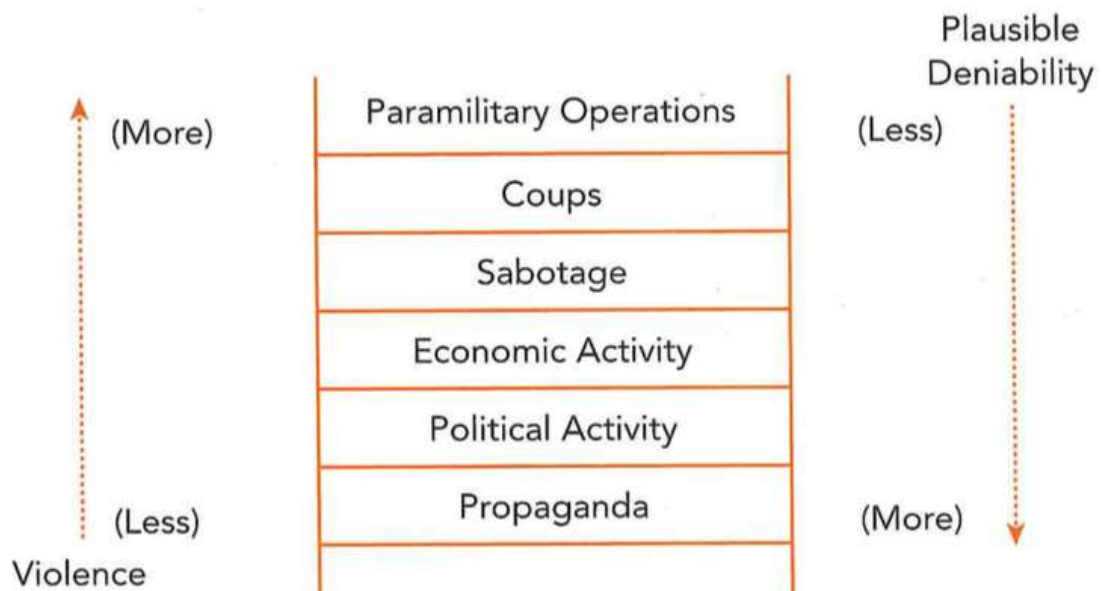 Plausible
Deniability
(More)
Paramilitary Operations
(Less)
Coups
Sabotage
Economic Activity
Political Activity
(Less)
Propaganda
(More)
Violence